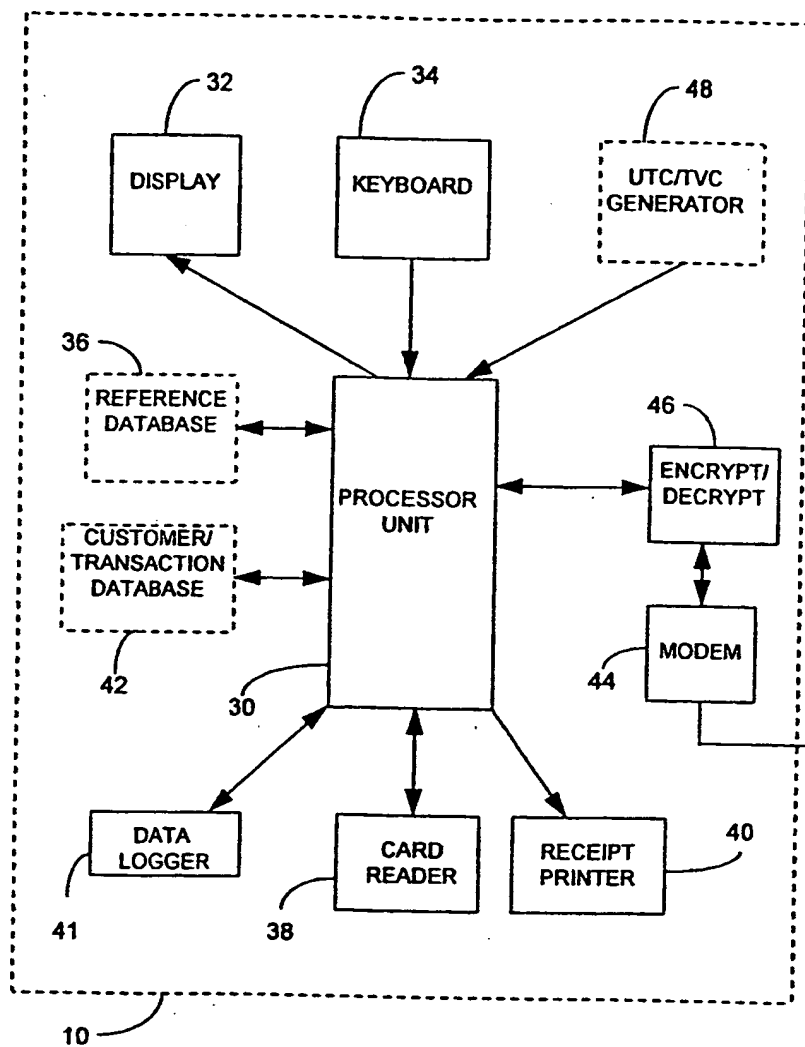 32
34
48
DISPLAY
KEYBOARD
UTC/TVC
GENERATOR
36
REFERENCE
DATABASE
46
ENCRYPT/
DECRYPT
PROCESSOR
UNIT
CUSTOMER/
TRANSACTION
DATABASE
MODEM
42
30
44
DATA
LOGGER
CARD
READER
RECEIPT
PRINTER
40
41
38
10